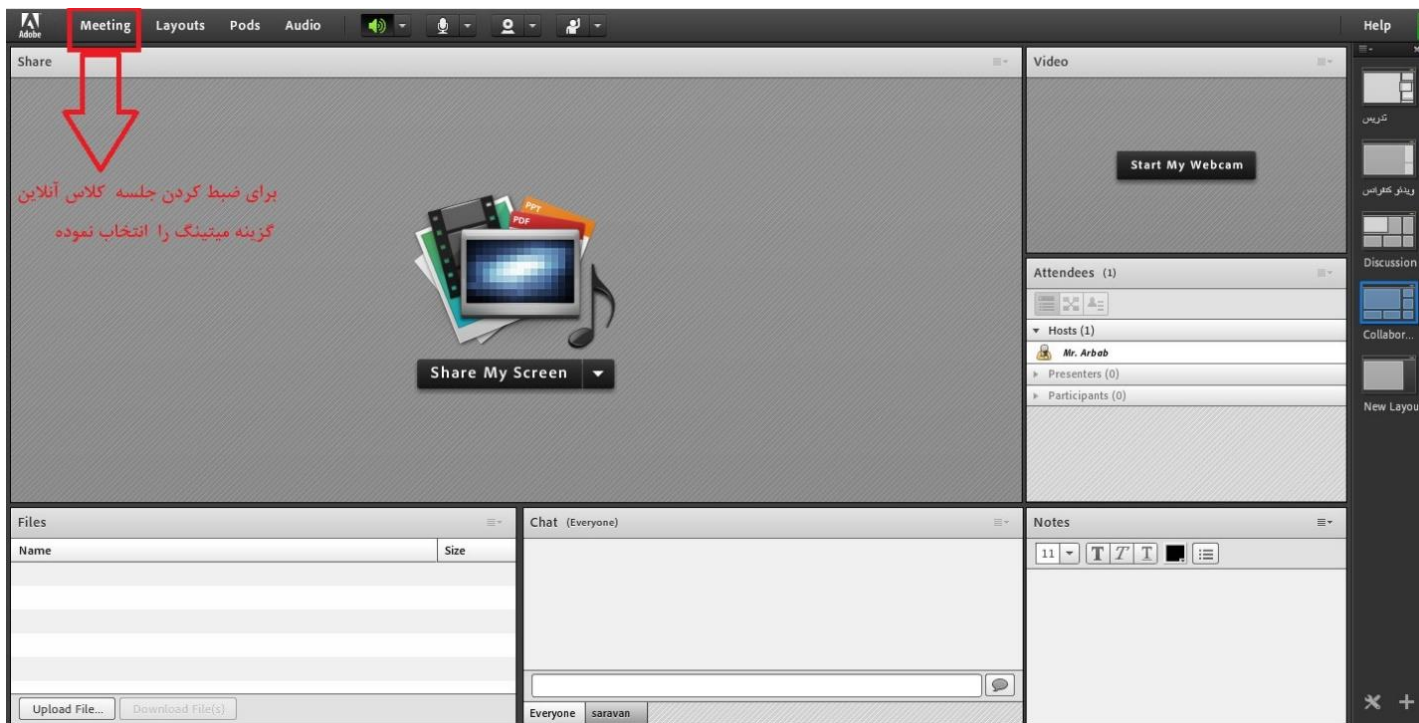 Adobe
Meeting Layouts Pods Audio Help
Share
برای ضبط کردن جلسه کلاس آنلاین
گزینه میتینگ را انتخاب نموده
PPT
PDF
Share My Screen
Video
Start My Webcam
Attendees (1)
Hosts (1)
Mr. Arbab
Presenters (0)
Participants (0)
تدریس
ویدئو کنفرانس
Discussion
Collabor...
New Layou
Files
Name Size
Upload File... Download File(s)
Chat (Everyone)
Everyone saravan
Notes
11 T T T